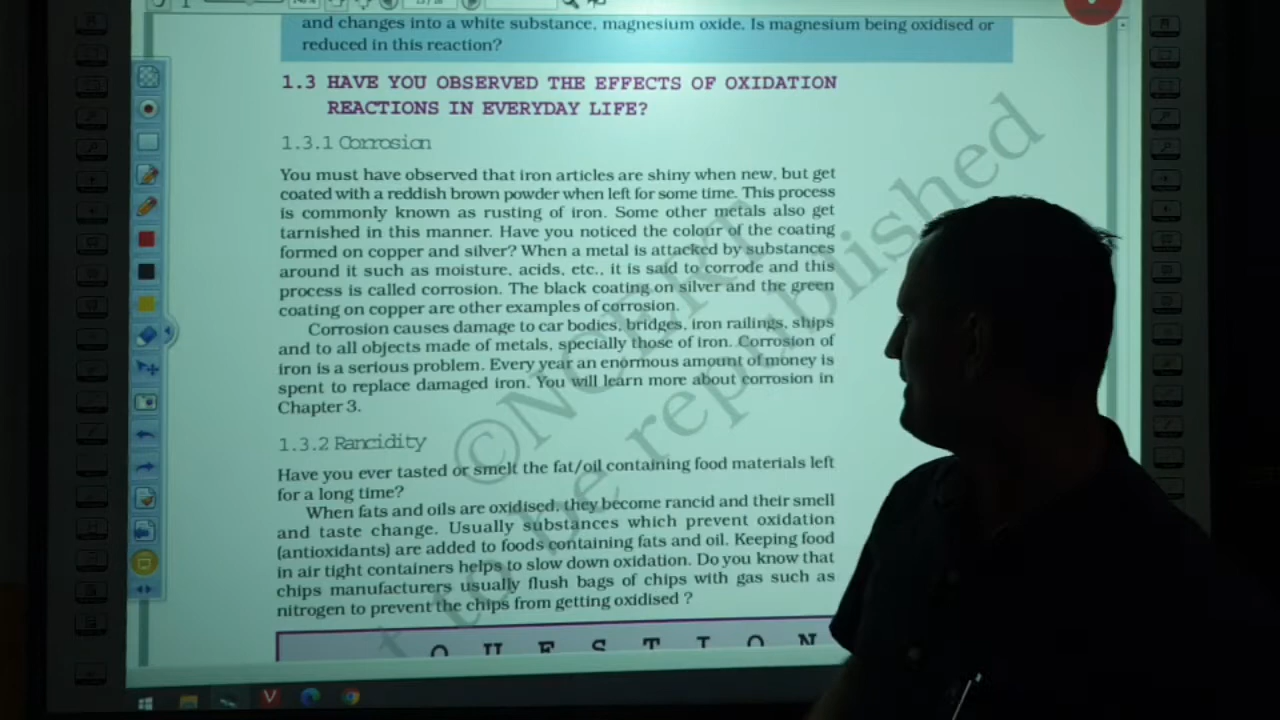 and changes into a white substance, magnesium oxide. Is magnesium being oxidised or
reduced in this reaction?
1.3 HAVE YOU OBSERVED THE EFFECTS OF OXIDATION
REACTIONS IN EVERYDAY LIFE?
1.3.1 Corrosion
You must have observed that iron articles are shiny when new, but get
coated with a reddish brown powder when left for some time. This process
is commonly known as rusting of iron. Some other metals also get
tarnished in this manner. Have you noticed the colour of the coating
formed on copper and silver? When a metal is attacked by substances
around it such as moisture, acids, etc., it is said to corrode and this
process is called corrosion. The black coating on silver and the green
coating on copper are other examples of corrosion.
Corrosion causes damage to car bodies, bridges, iron railings, ships
and to all objects made of metals, specially those of iron. Corrosion of
iron is a serious problem. Every year an enormous amount of money is
spent to replace damaged iron. You will learn more about corrosion in
Chapter 3.
1.3.2 Rancidity
Have you ever tasted or smelt the fat/oil containing food materials left
for a long time?
When fats and oils are oxidised, they become rancid and their smell
and taste change. Usually substances which prevent oxidation
(antioxidants) are added to foods containing fats and oil. Keeping food
in air tight containers helps to slow down oxidation. Do you know that
chips manufacturers usually flush bags of chips with gas such as
nitrogen to prevent the chips from getting oxidised ?
QUESTION
©NCERT
t to be republished